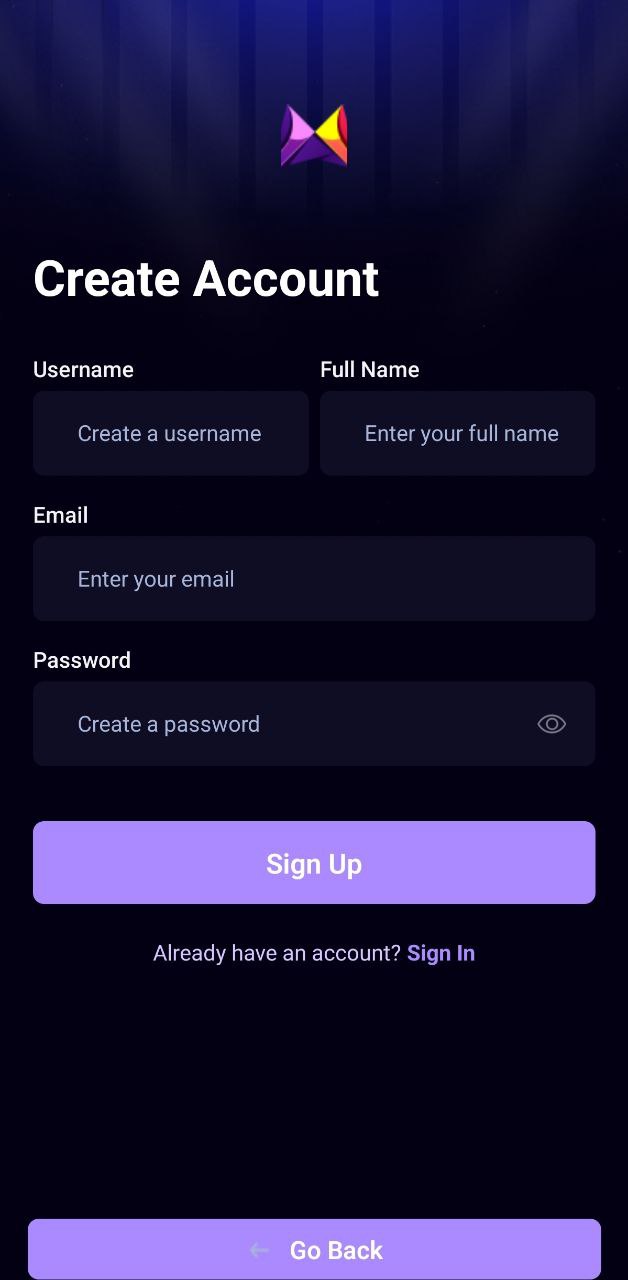 Create Account
Username Full Name
Create a username Enter your full name
Email
Enter your email
Password
Create a password
Sign Up
Already have an account? Sign In
Go Back